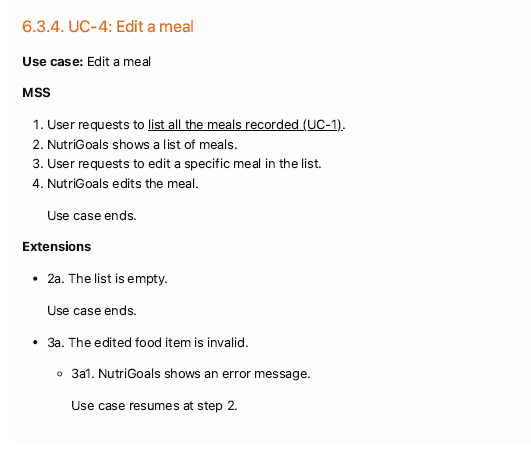 6.3.4. UC-4: Edit a meal
Use case: Edit a meal
MSS
1. User requests to list all the meals recorded (UC-1).
2. NutriGoals shows a list of meals.
3. User requests to edit a specific meal in the list.
4. NutriGoals edits the meal.
Use case ends.
Extensions
• 2a. The list is empty.
Use case ends.
• 3a. The edited food item is invalid.
◦ 3a1. NutriGoals shows an error message.
Use case resumes at step 2.